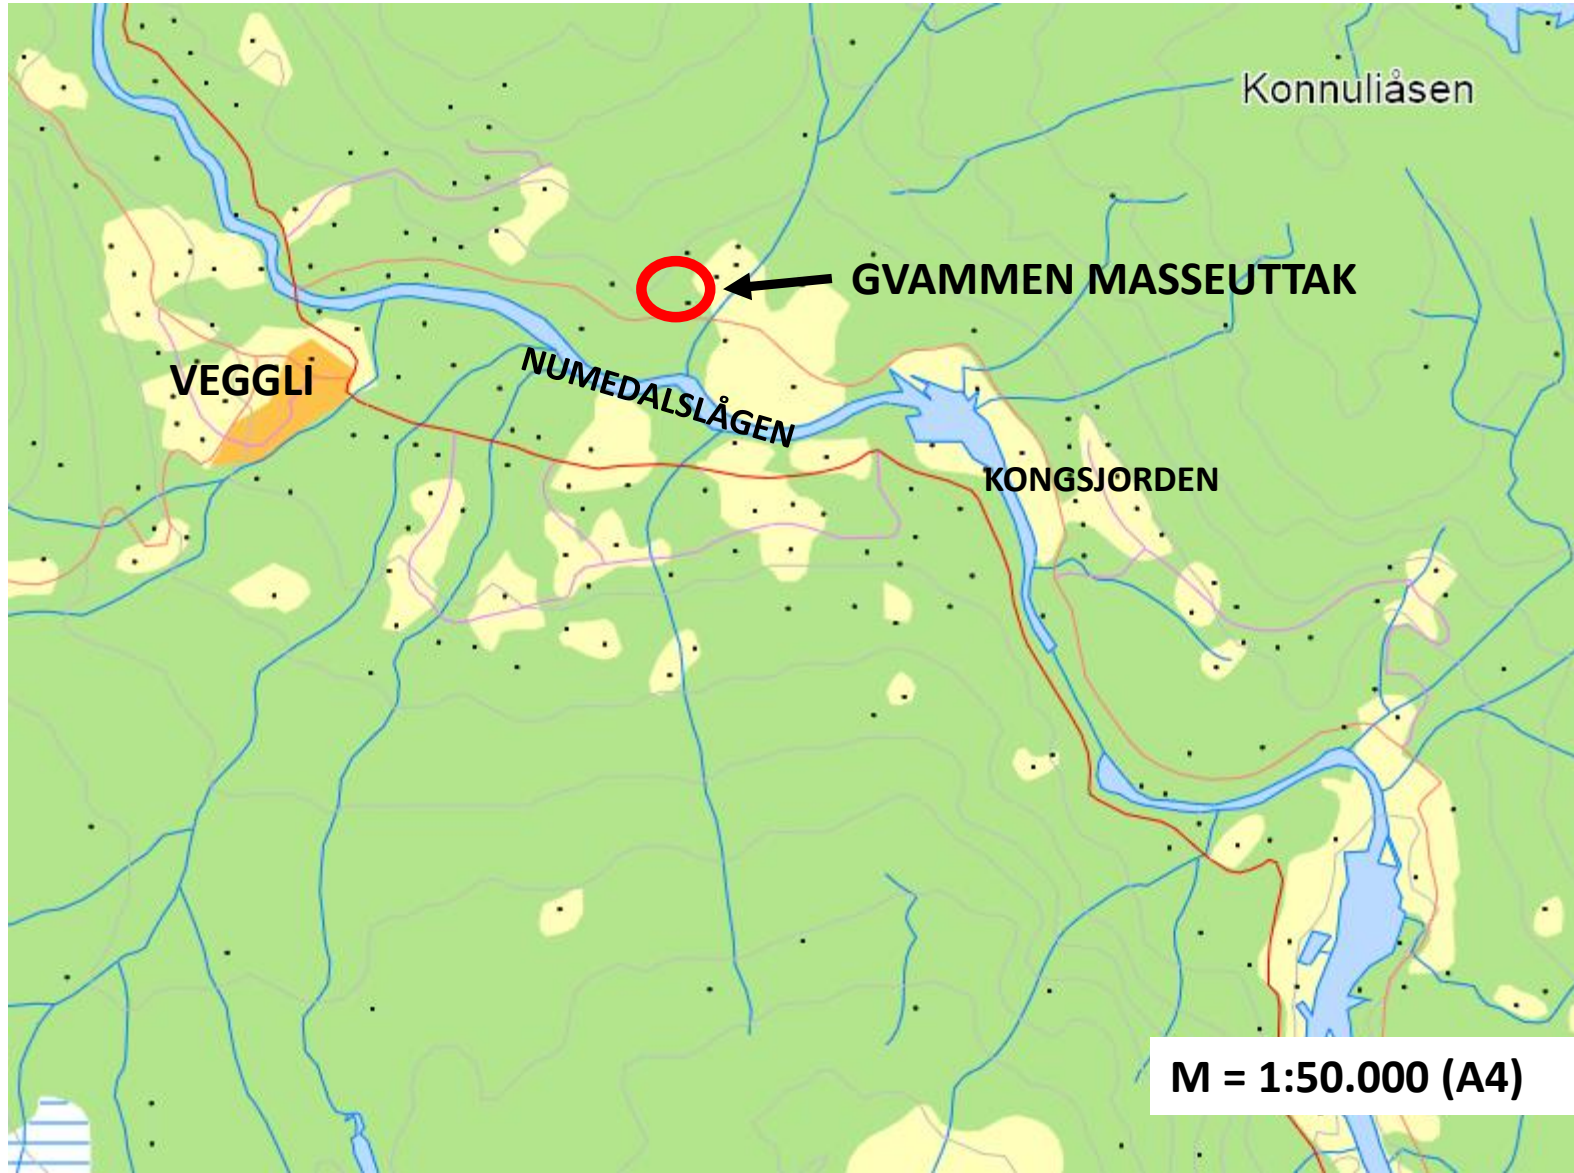 Konnuliåsen
GVAMMEN MASSEUTTAK
VEGGLI
NUMEDALSLÅGEN
KONGSJORDEN
M = 1:50.000 (A4)